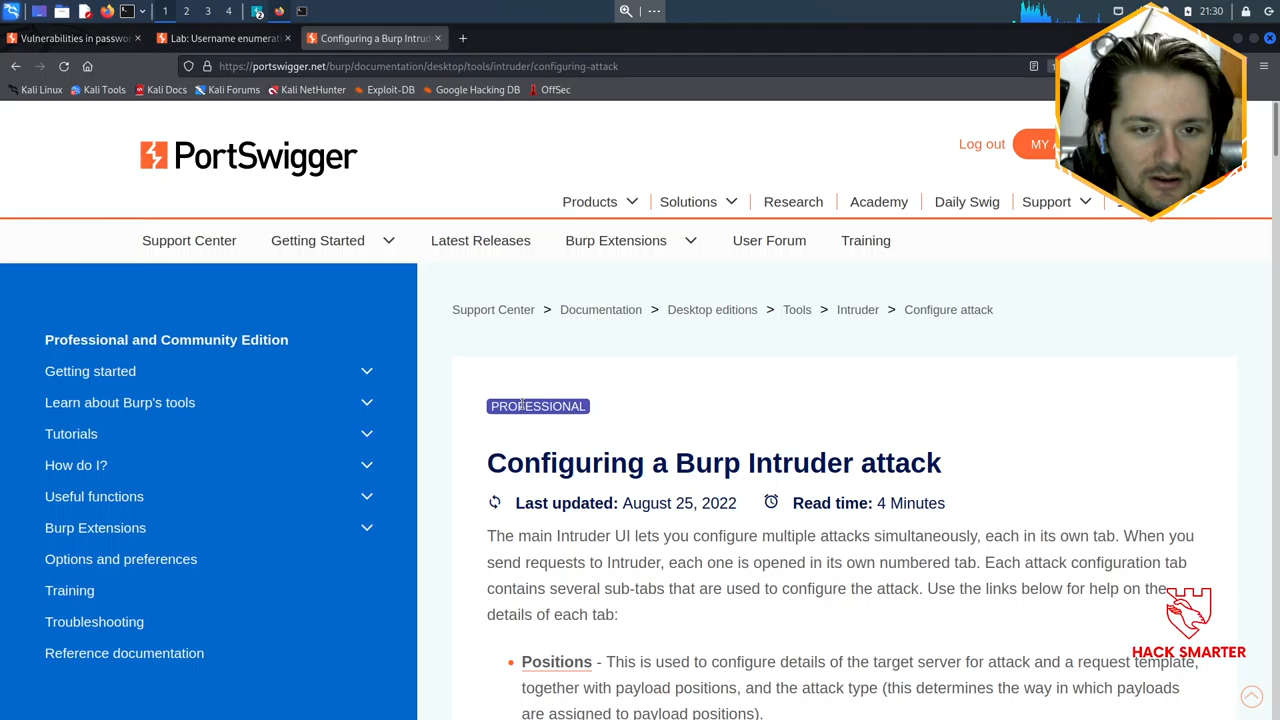 1 2 3 4 2 21:30
Vulnerabilities in passwo Lab: Username enumerat Configuring a Burp Intrud
https://portswigger.net/burp/documentation/desktop/tools/intruder/configuring-attack
Kali Linux Kali Tools Kali Docs Kali Forums Kali NetHunter Exploit-DB Google Hacking DB OffSec
PortSwigger
Log out MY
Products Solutions Research Academy Daily Swig Support
Support Center Getting Started Latest Releases Burp Extensions User Forum Training
Support Center > Documentation > Desktop editions > Tools > Intruder > Configure attack
Professional and Community Edition
Getting started
Learn about Burp's tools
Tutorials
How do I?
Useful functions
Burp Extensions
Options and preferences
Training
Troubleshooting
Reference documentation
PROFESSIONAL
Configuring a Burp Intruder attack
Last updated: August 25, 2022 Read time: 4 Minutes
The main Intruder UI lets you configure multiple attacks simultaneously, each in its own tab. When you
send requests to Intruder, each one is opened in its own numbered tab. Each attack configuration tab
contains several sub-tabs that are used to configure the attack. Use the links below for help on the
details of each tab:
• Positions - This is used to configure details of the target server for attack and a request template,
together with payload positions, and the attack type (this determines the way in which payloads
are assigned to payload positions).
HACK SMARTER